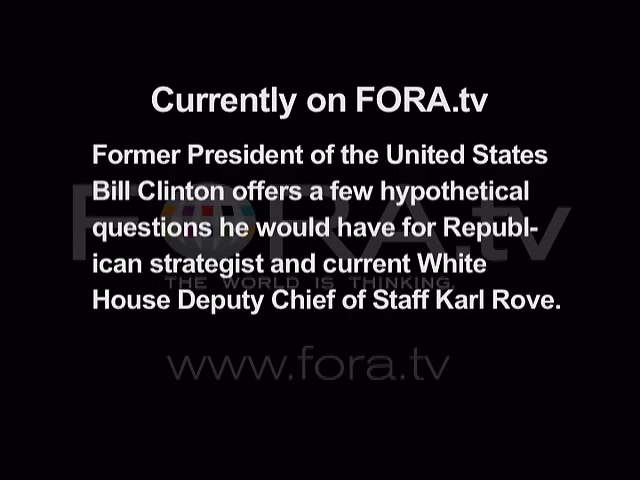 Currently on FORA.tv
Former President of the United States
Bill Clinton offers a few hypothetical
questions he would have for Republ-
ican strategist and current White
House Deputy Chief of Staff Karl Rove.
FORA.tv
THE WORLD IS THINKING.
www.fora.tv